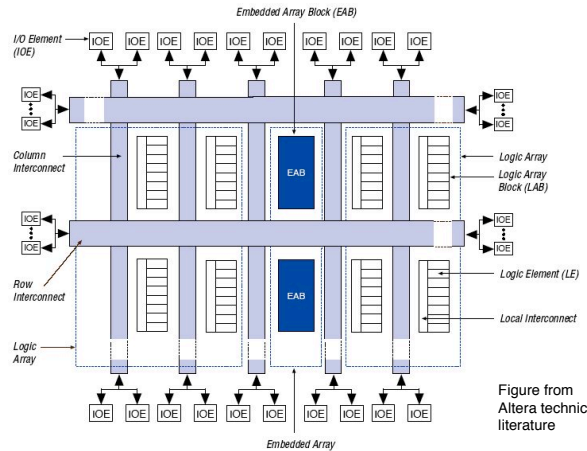 Embedded Array Block (EAB)
I/O Element
(IOE)
IOE IOE IOE IOE IOE IOE IOE IOE IOE IOE
IOE
IOE
IOE
IOE
Column
Interconnect
EAB
Logic Array
Logic Array
Block (LAB)
IOE
IOE
IOE
IOE
Row
Interconnect
EAB
Logic Element (LE)
Local Interconnect
Logic
Array
IOE IOE IOE IOE IOE IOE IOE IOE IOE IOE
Embedded Array
Figure from
Altera technic
literature